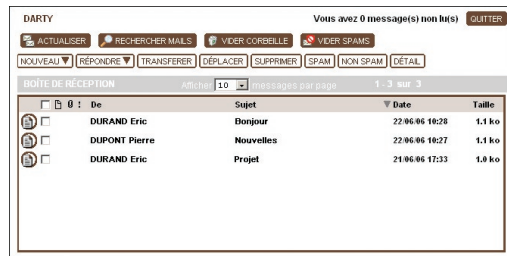 DARTY Vous avez 0 message(s) non lu(s) QUITTER
ACTUALISER RECHERCHER MAILS VIDER CORBEILLE VIDER SPAMS
NOUVEAU RÉPONDRE TRANSFERER DÉPLACER SUPPRIMER SPAM NON SPAM DÉTAIL
BOÎTE DE RÉCEPTION Afficher 10 messages par page 1 - 3 sur 3
! De Sujet Date Taille
DURAND Eric Bonjour 22/06/06 10:28 1.1 ko
DUPONT Pierre Nouvelles 22/06/06 10:27 1.1 ko
DURAND Eric Projet 21/06/06 17:33 1.0 ko